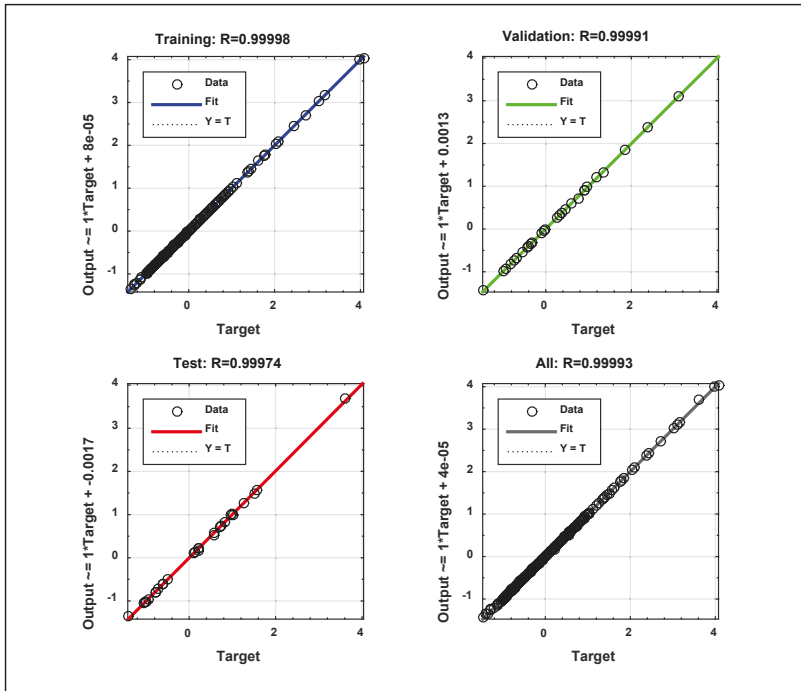 Training: R=0.99998
Output ~= 1*Target + 8e-05
4
3
2
1
0
-1
Data
Fit
Y = T
0
2
4
Target
Validation: R=0.99991
Output ~= 1*Target + 0.0013
4
3
2
1
0
-1
Data
Fit
Y = T
0
2
4
Target
Test: R=0.99974
Output ~= 1*Target + -0.0017
4
3
2
1
0
-1
Data
Fit
Y = T
0
2
4
Target
All: R=0.99993
Output ~= 1*Target + 4e-05
4
3
2
1
0
-1
Data
Fit
Y = T
0
2
4
Target